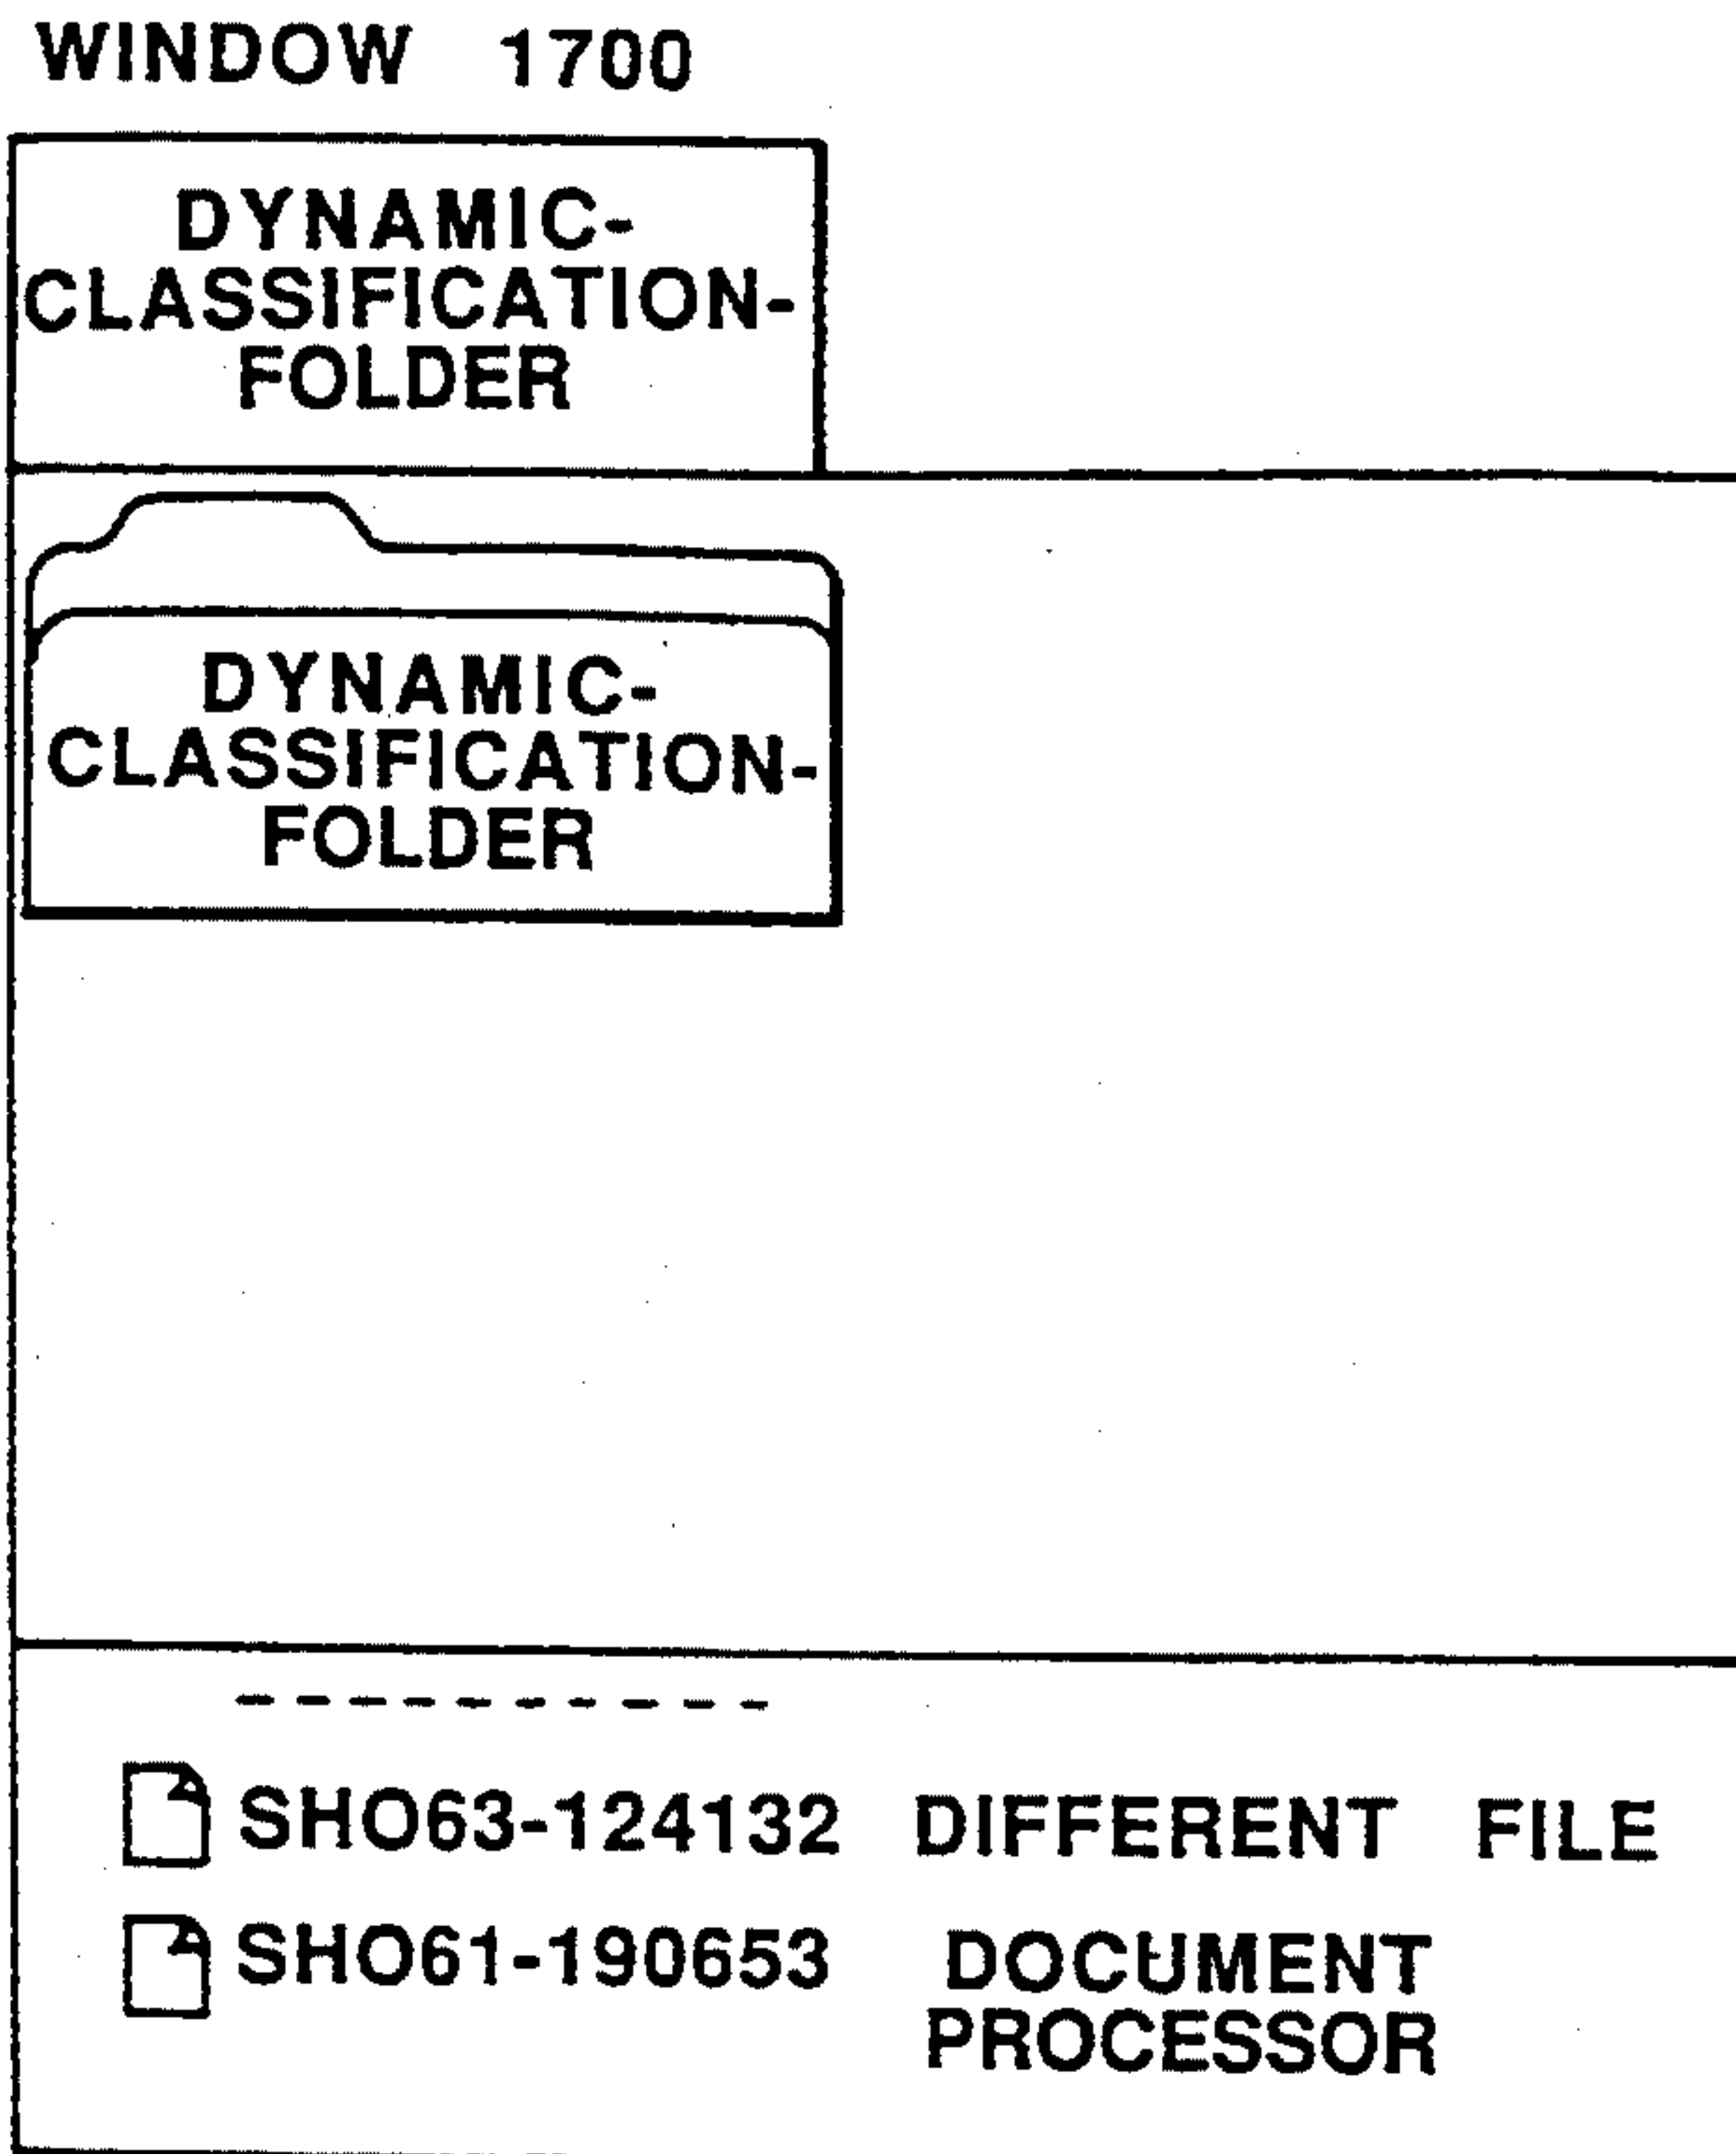 WINDOW 1700
DYNAMIC-
CLASSIFICATION-
FOLDER
DYNAMIC-
CLASSIFICATION-
FOLDER
- - - - - - - - - -
SHO63-124132 DIFFERENT FILE
SHO61-190653 DOCUMENT
PROCESSOR